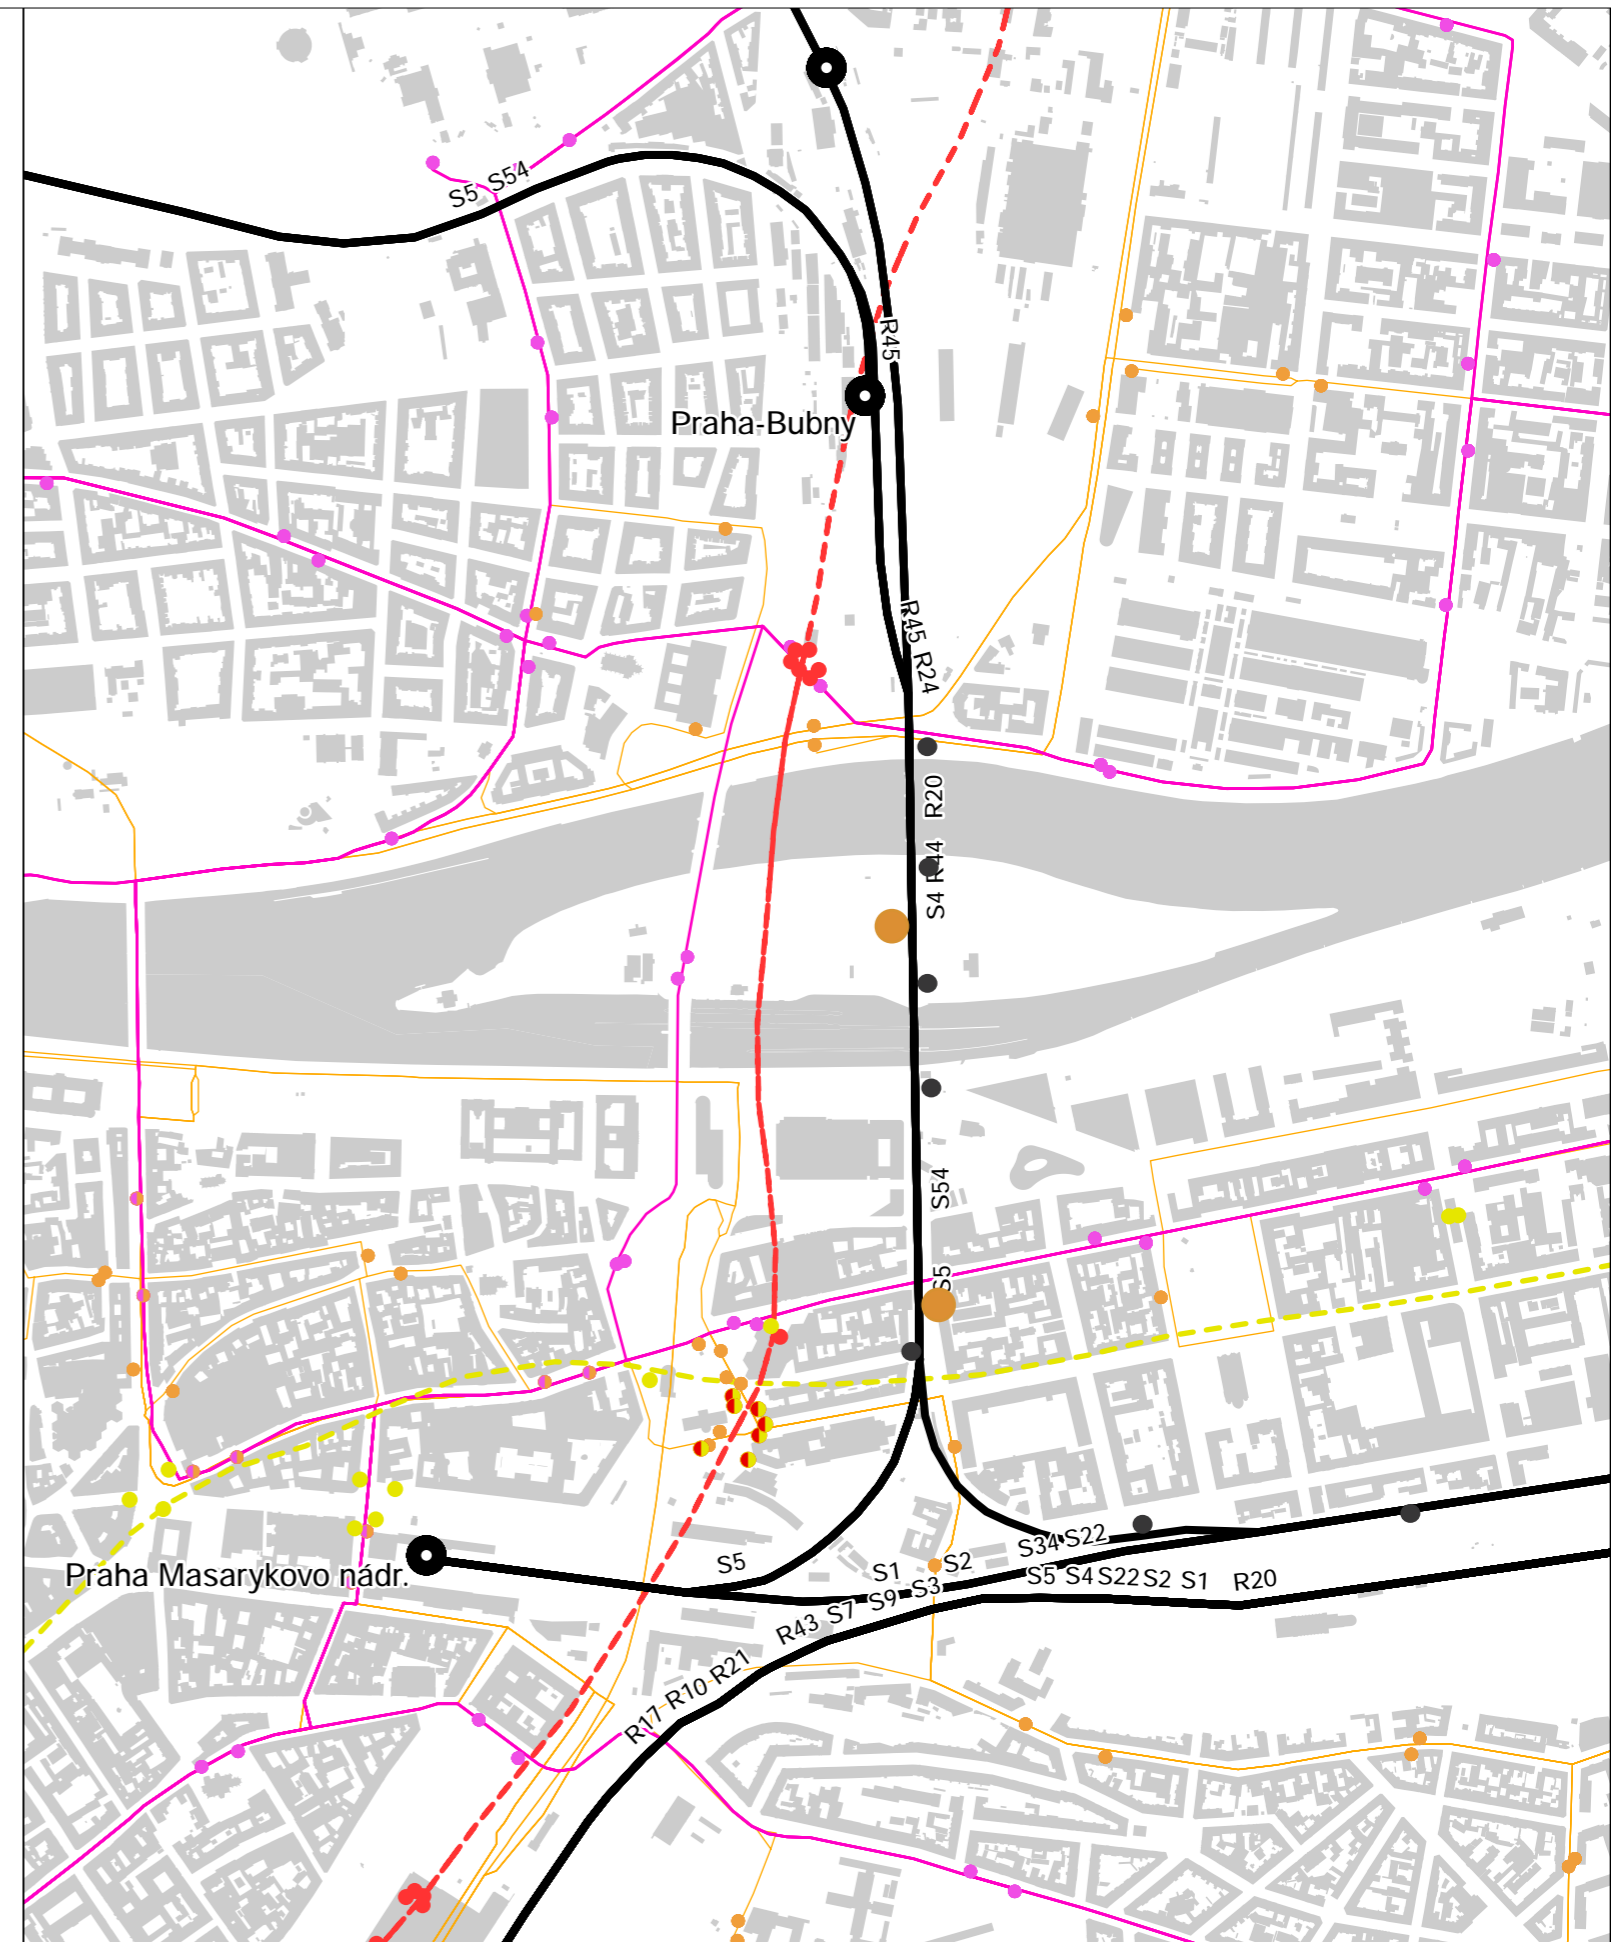 S5 S54
R45
Praha-Bubny
R45 R24
R20
S4 R44
S54
S5
Praha Masarykovo nádr.
S5
S1
S2
S34 S22
S5 S4 S22 S2 S1 R20
R43 S7 S9 S3
R17 R10 R21